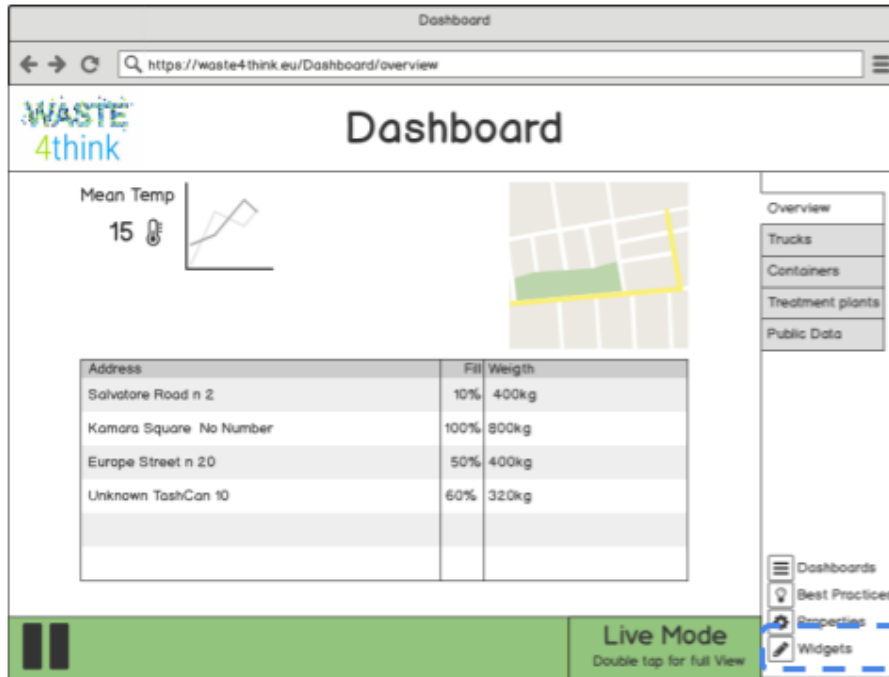 Dashboard
https://waste4think.eu/Dashboard/overview
WASTE
4think
Dashboard
Mean Temp
15
Overview
Trucks
Containers
Treatment plants
Public Data
Address Fill Weigth
Salvatore Road n 2 10% 400kg
Kamara Square No Number 100% 800kg
Europe Street n 20 50% 400kg
Unknown TashCan 10 60% 320kg
Dashboards
Best Practices
Properties
Widgets
Live Mode
Double tap for full View